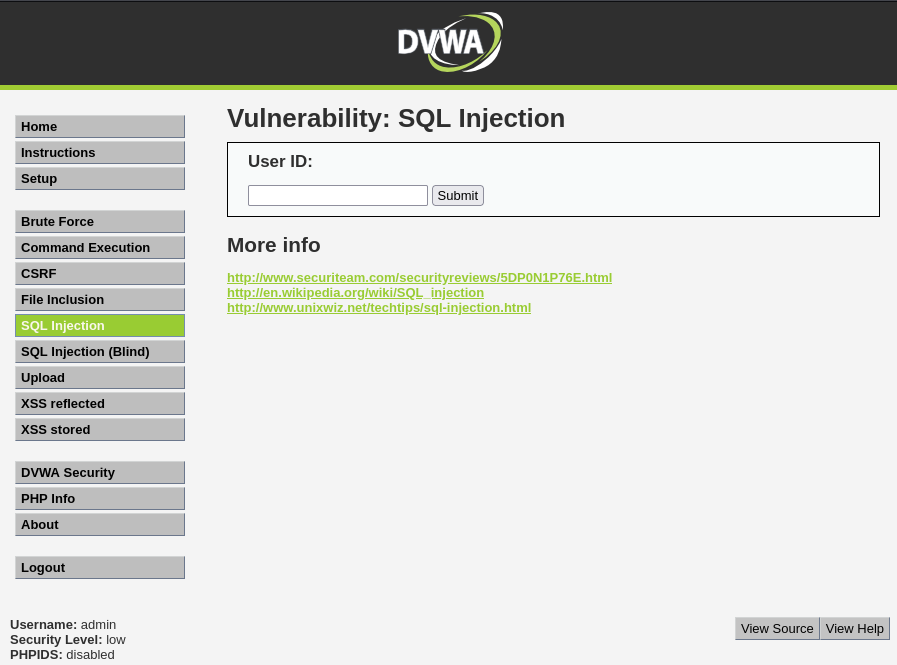 DVWA
Home
Instructions
Setup
Brute Force
Command Execution
CSRF
File Inclusion
SQL Injection
SQL Injection (Blind)
Upload
XSS reflected
XSS stored
DVWA Security
PHP Info
About
Logout
Vulnerability: SQL Injection
User ID:
Submit
More info
http://www.securiteam.com/securityreviews/5DP0N1P76E.html
http://en.wikipedia.org/wiki/SQL_injection
http://www.unixwiz.net/techtips/sql-injection.html
Username: admin
Security Level: low
PHPIDS: disabled
View Source
View Help